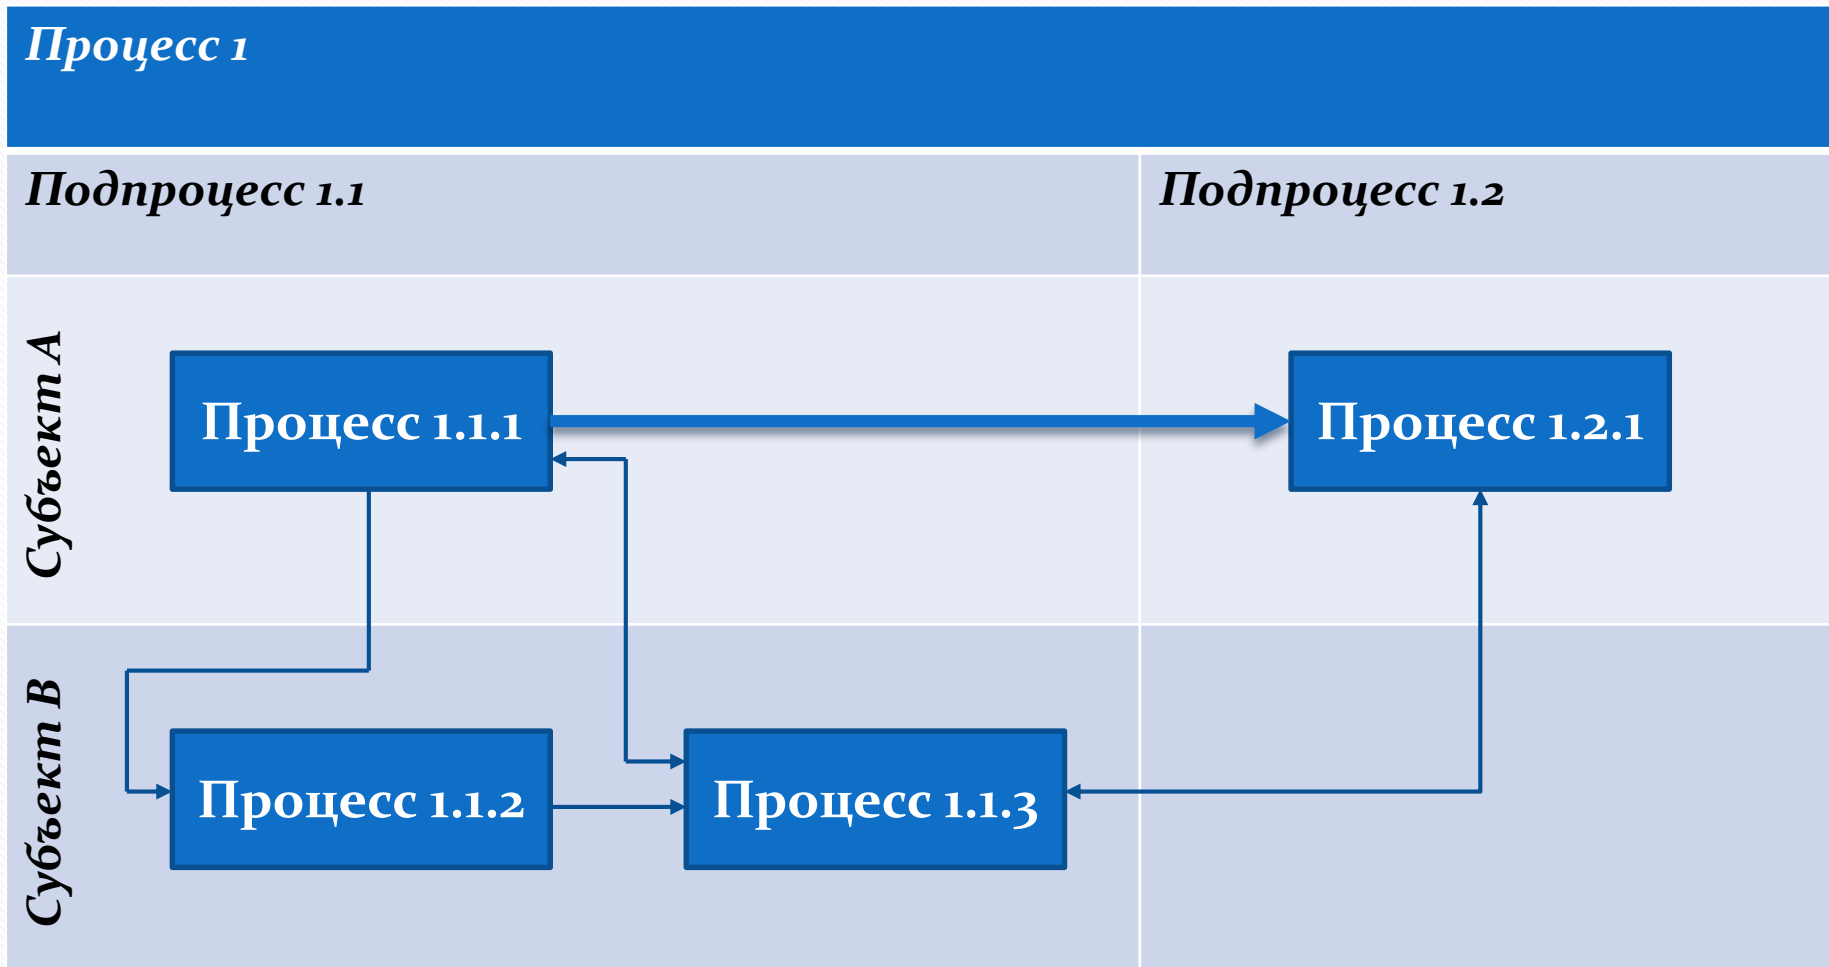 Процесс 1
Подпроцесс 1.1
Подпроцесс 1.2
Субъект А
Процесс 1.1.1
Процесс 1.2.1
Субъект В
Процесс 1.1.2
Процесс 1.1.3